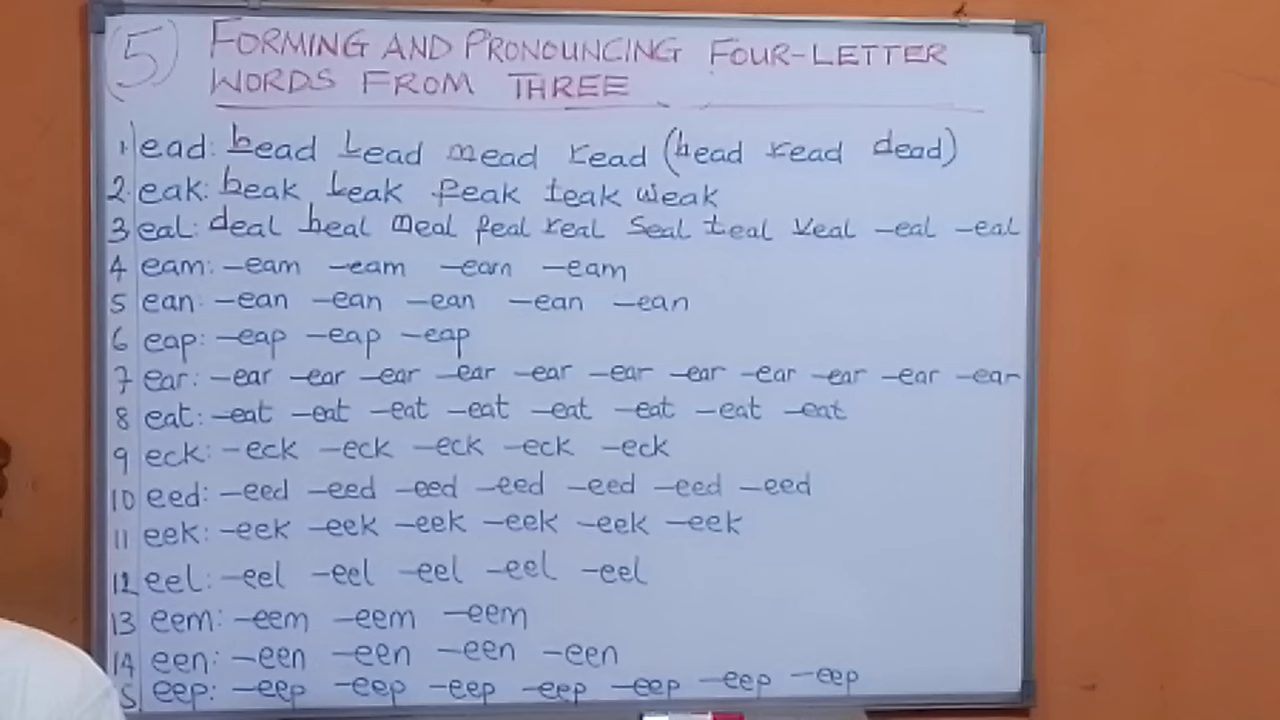 (5) FORMING AND PRONOUNCING FOUR-LETTER
WORDS FROM THREE
1 ead: bead lead mead read (head read dead)
2. eak: beak leak peak teak weak
3 eal: deal heal meal peal real seal teal veal -eal -eal
4 eam: -eam -eam -eam -eam
5 ean: -ean -ean -ean -ean -ean
6 eap: -eap -eap -eap
7 ear: -ear -ear -ear -ear -ear -ear -ear -ear -ear -ear -ear
8 eat: -eat -eat -eat -eat -eat -eat -eat -eat
9 eck: -eck -eck -eck -eck -eck
10 eed: -eed -eed -eed -eed -eed -eed -eed
11 eek: -eek -eek -eek -eek -eek -eek
12 eel: -eel -eel -eel -eel -eel
13 eem: -eem -eem -eem
14 een: -een -een -een -een
15 eep: -eep -eep -eep -eep -eep -eep -eep